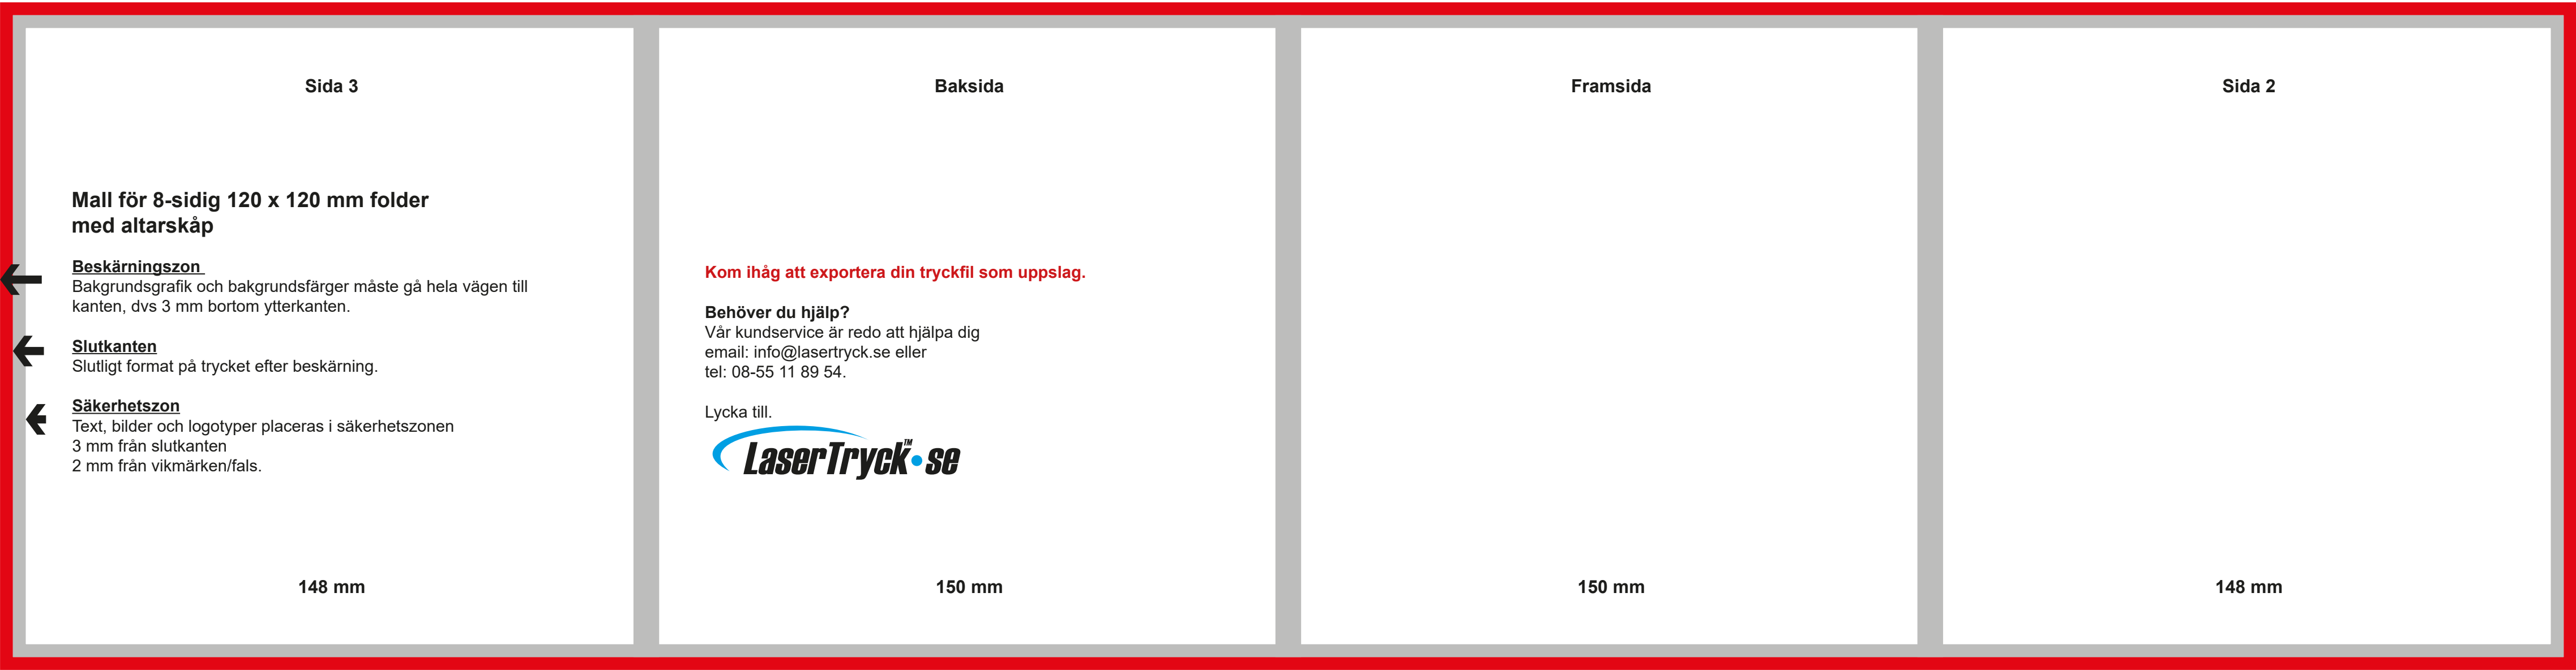 Sida 3
Mall för 8-sidig 120 x 120 mm folder
med altarskåp
Beskärningszon
Bakgrundsgrafik och bakgrundsfärger måste gå hela vägen till
kanten, dvs 3 mm bortom ytterkanten.
Slutkanten
Slutligt format på trycket efter beskärning.
Säkerhetszon
Text, bilder och logotyper placeras i säkerhetszonen
3 mm från slutkanten
2 mm från vikmärken/fals.
148 mm
Baksida
Kom ihåg att exportera din tryckfil som uppslag.
Behöver du hjälp?
Vår kundservice är redo att hjälpa dig
email: info@lasertryck.se eller
tel: 08-55 11 89 54.
Lycka till.
LaserTryck™•se
150 mm
Framsida
150 mm
Sida 2
148 mm